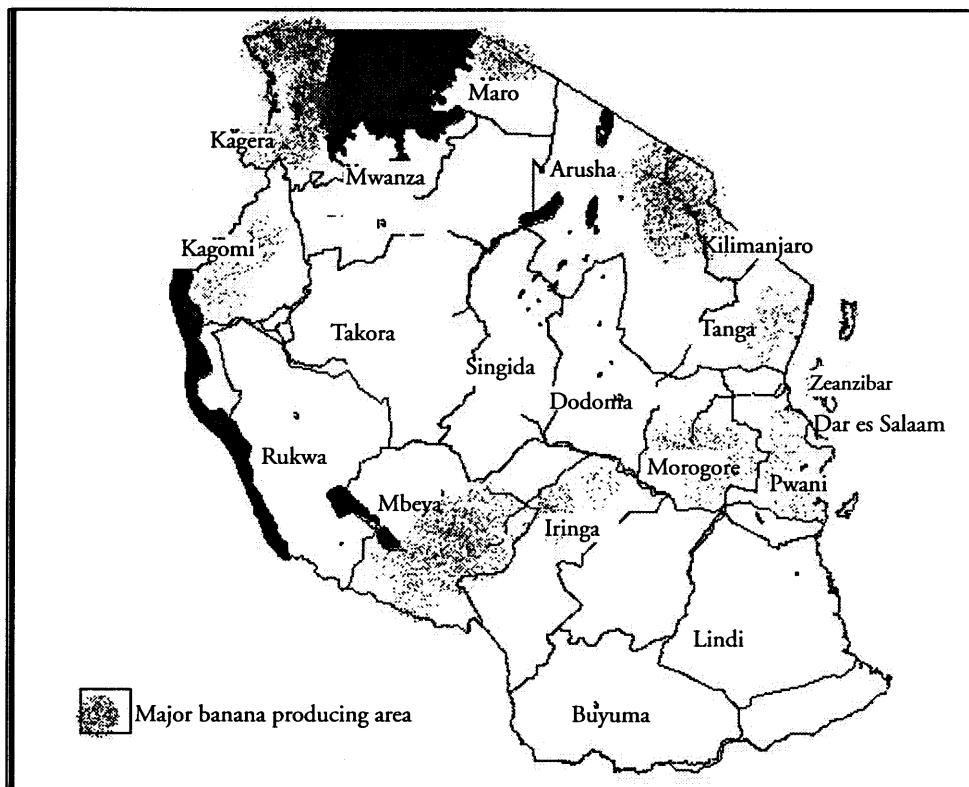 Maro
Kagera
Mwanza
Arusha
Kagomi
Kilimanjaro
Takora
Tanga
Singida
Zeanzibar
Dodoma
Dar es Salaam
Rukwa
Morogore
Pwani
Mbeya
Iringa
Lindi
Buyuma
Major banana producing area